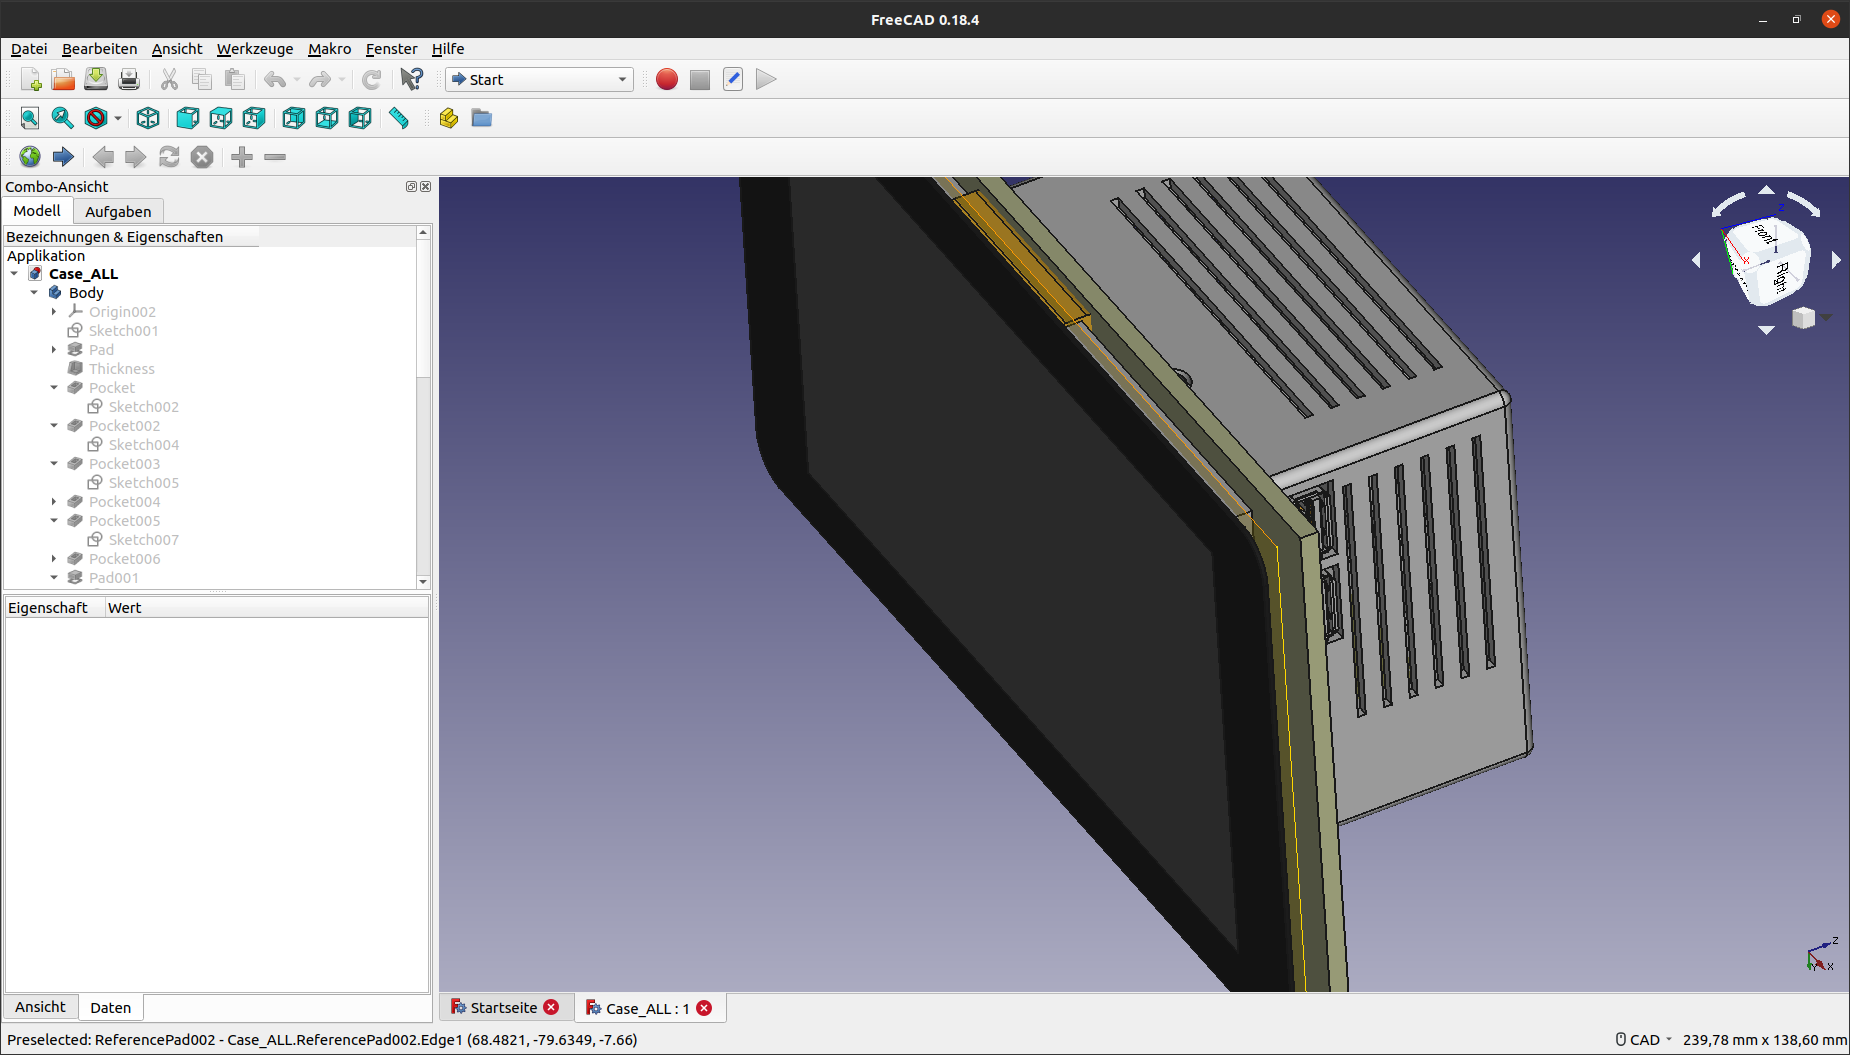 FreeCAD 0.18.4
Datei Bearbeiten Ansicht Werkzeuge Makro Fenster Hilfe
Start
Combo-Ansicht
Modell Aufgaben
Bezeichnungen & Eigenschaften
Applikation
Case_ALL
Body
Origin002
Sketch001
Pad
Thickness
Pocket
Sketch002
Pocket002
Sketch004
Pocket003
Sketch005
Pocket004
Pocket005
Sketch007
Pocket006
Pad001
Eigenschaft Wert
Ansicht Daten
Z
Front
X
Right
Z
Y X
Startseite Case_ALL : 1
Preselected: ReferencePad002 - Case_ALL.ReferencePad002.Edge1 (68.4821, -79.6349, -7.66)
CAD 239,78 mm x 138,60 mm